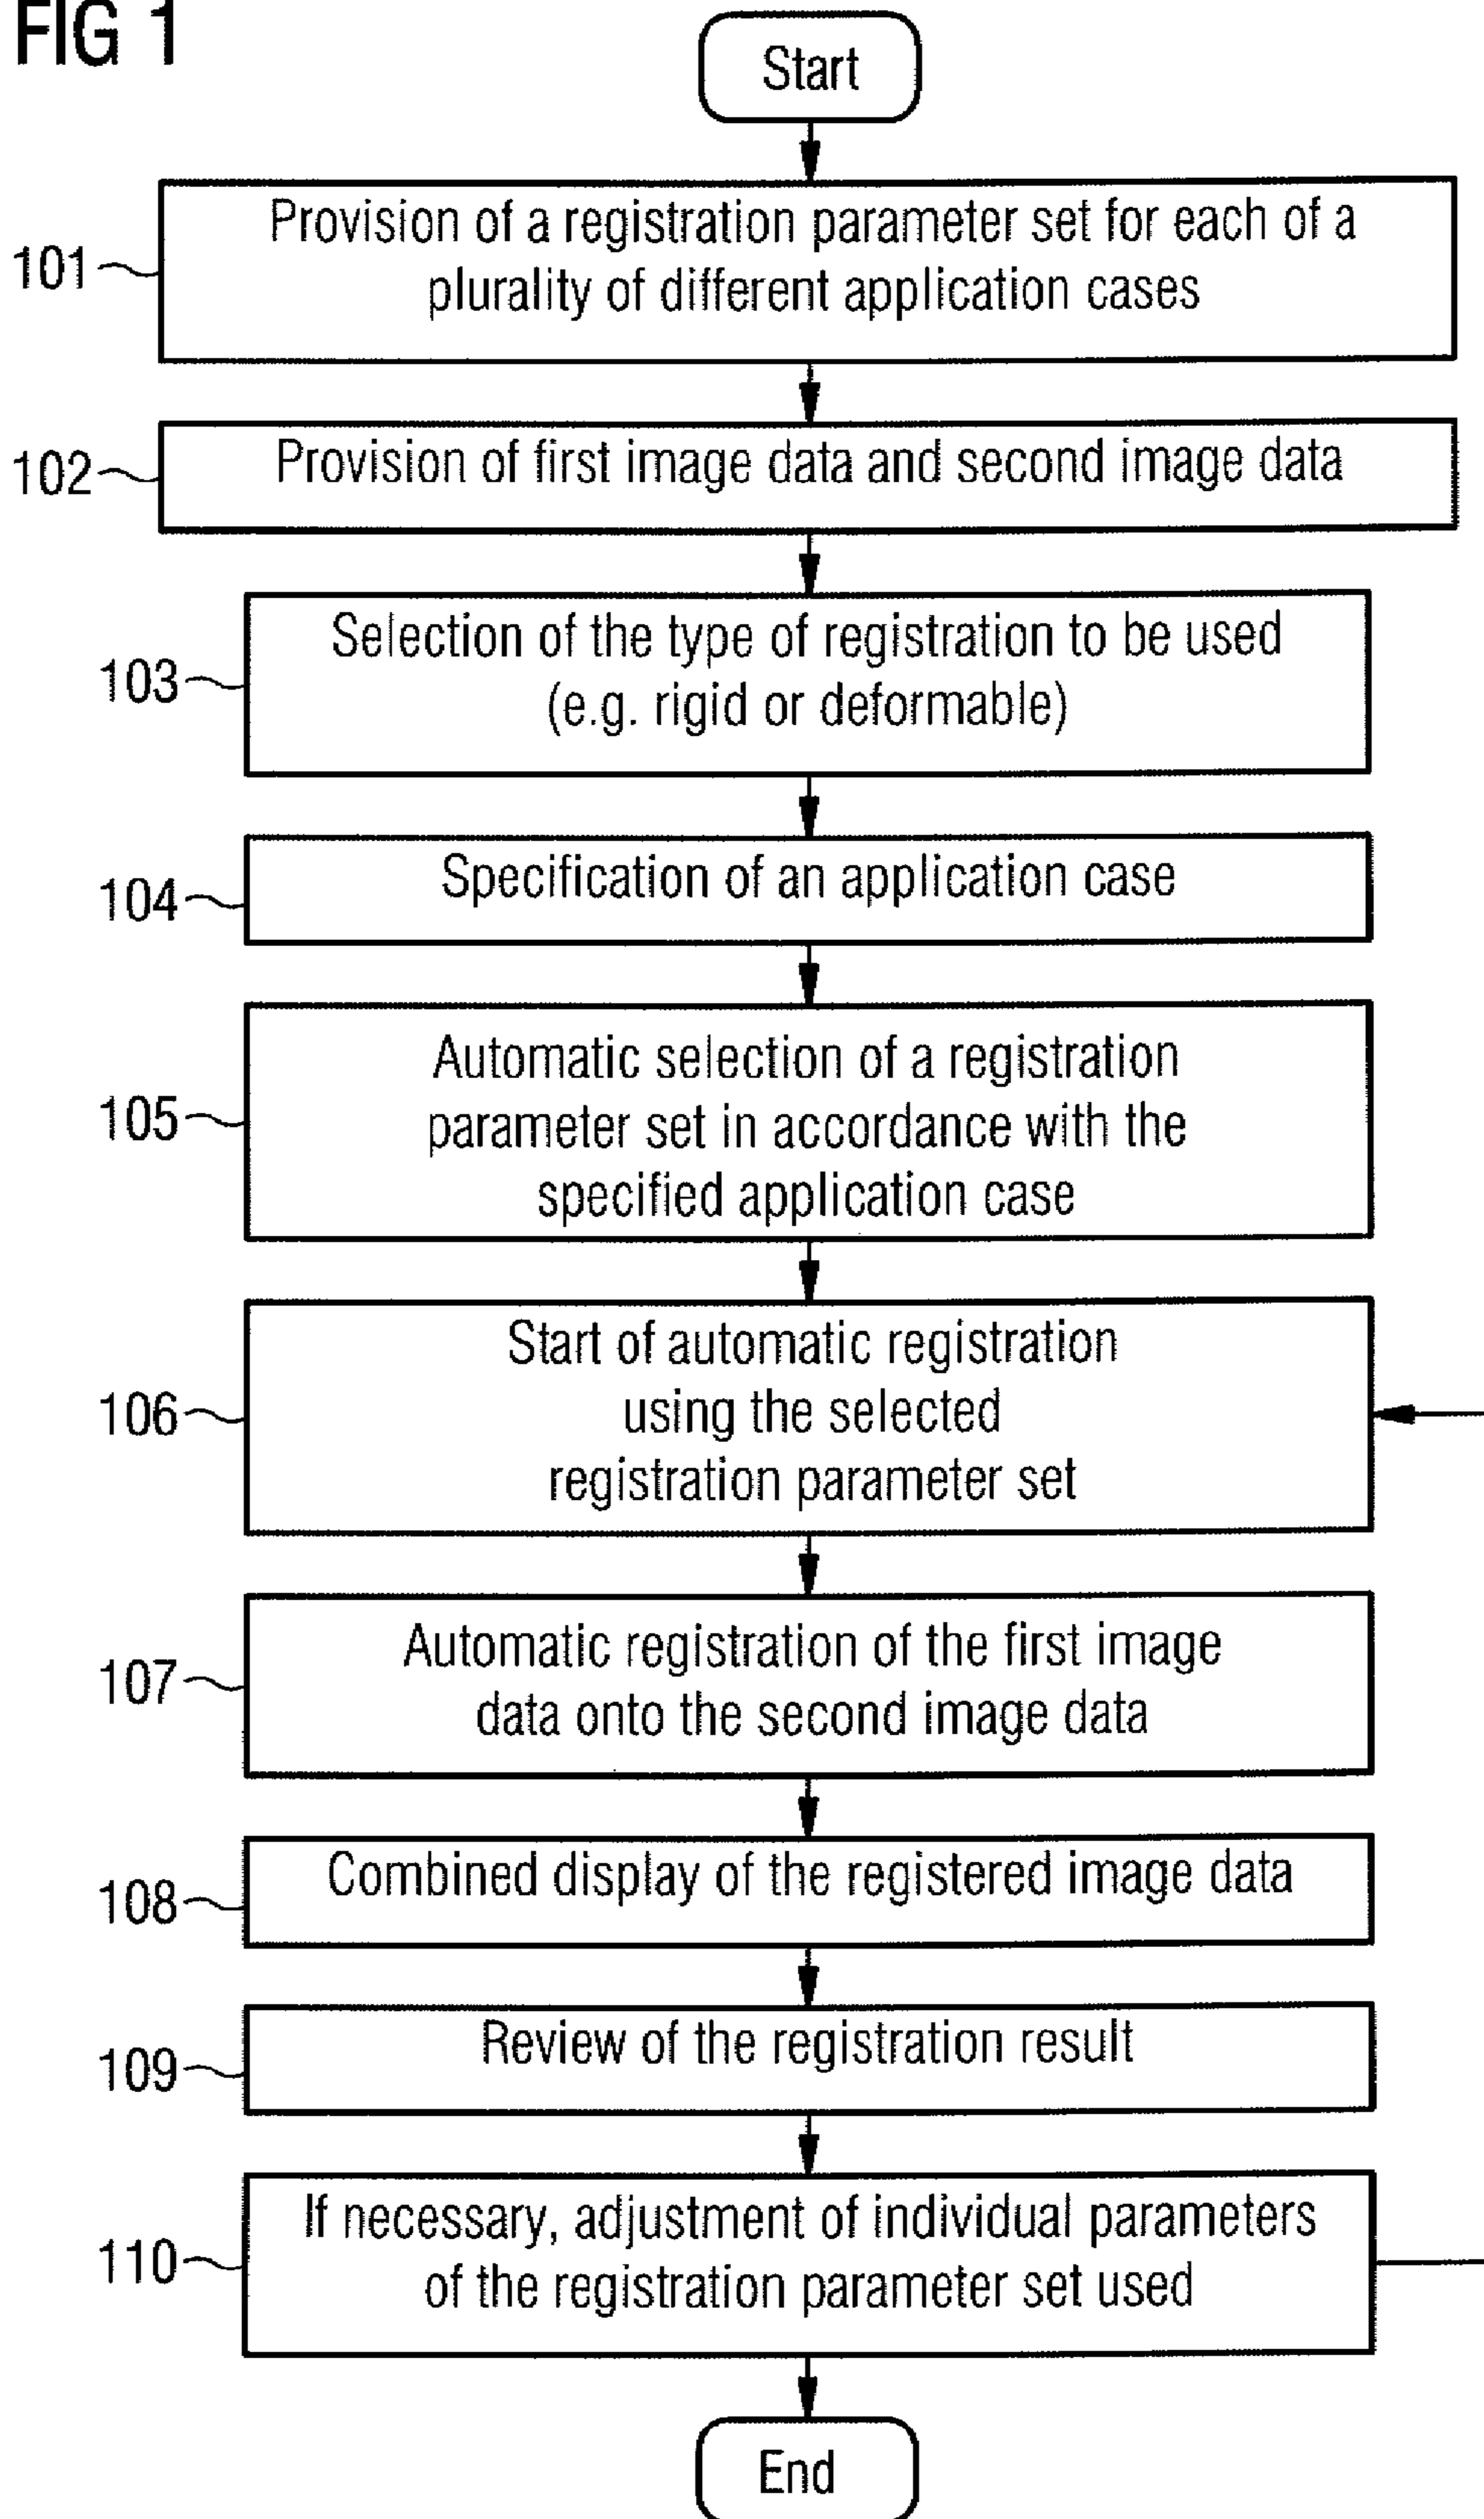 FIG 1
Start
101
Provision of a registration parameter set for each of a
plurality of different application cases
102
Provision of first image data and second image data
103
Selection of the type of registration to be used
(e.g. rigid or deformable)
104
Specification of an application case
105
Automatic selection of a registration
parameter set in accordance with the
specified application case
106
Start of automatic registration
using the selected
registration parameter set
107
Automatic registration of the first image
data onto the second image data
108
Combined display of the registered image data
109
Review of the registration result
110
If necessary, adjustment of individual parameters
of the registration parameter set used
End